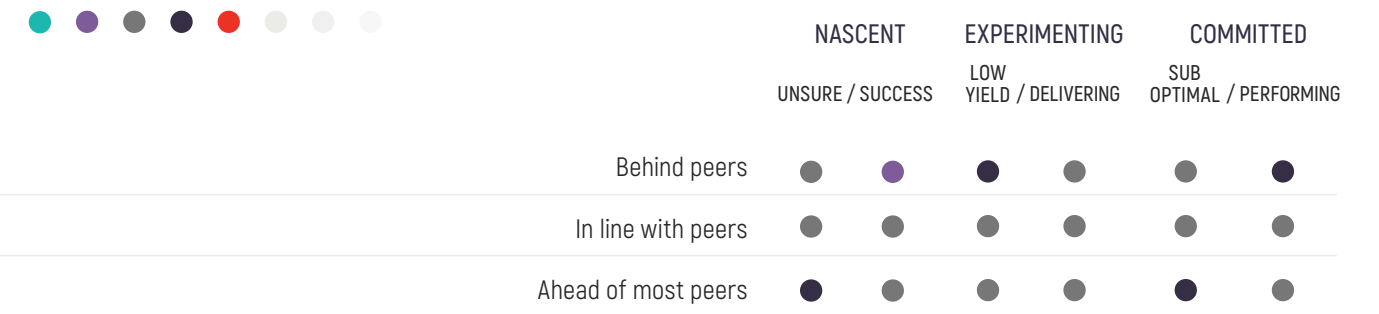 NASCENT EXPERIMENTING COMMITTED
UNSURE / SUCCESS LOW YIELD / DELIVERING SUB OPTIMAL / PERFORMING
Behind peers
In line with peers
Ahead of most peers